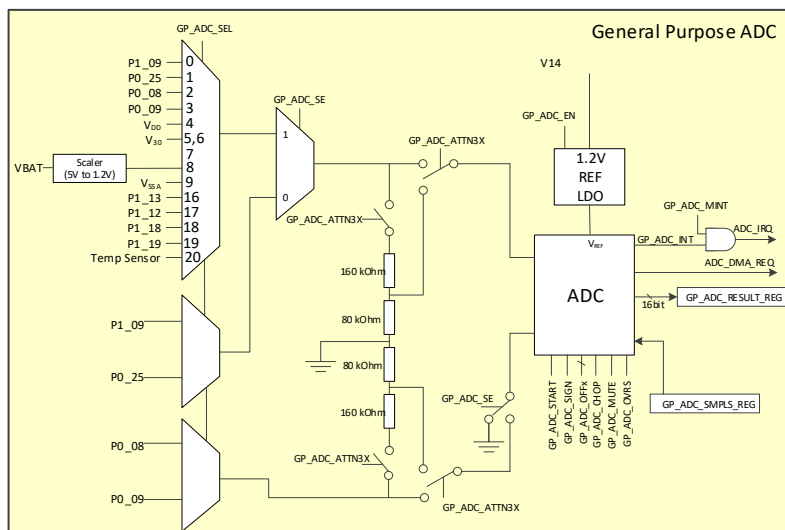 General Purpose ADC
GP_ADC_SEL
P1_09 0
P0_25 1
P0_08 2
P0_09 3
VDD 4
V30 5,6
7
VBAT
Scaler
(5V to 1.2V)
8
VSSA 9
P1_13 16
P1_12 17
P1_18 18
P1_19 19
Temp Sensor 20
GP_ADC_SE
1
0
P1_09
P0_25
P0_08
P0_09
GP_ADC_ATTN3X
GP_ADC_ATTN3X
160 kOhm
80 kOhm
80 kOhm
160 kOhm
GP_ADC_ATTN3X
GP_ADC_ATTN3X
GP_ADC_SE
V14
GP_ADC_EN
1.2V
REF
LDO
VREF
ADC
GP_ADC_MINT
GP_ADC_INT
ADC_IRQ
ADC_DMA_REQ
16bit
GP_ADC_RESULT_REG
GP_ADC_SMPLS_REG
GP_ADC_START
GP_ADC_SIGN
GP_ADC_OFFx
GP_ADC_CHOP
GP_ADC_MUTE
GP_ADC_OVRS